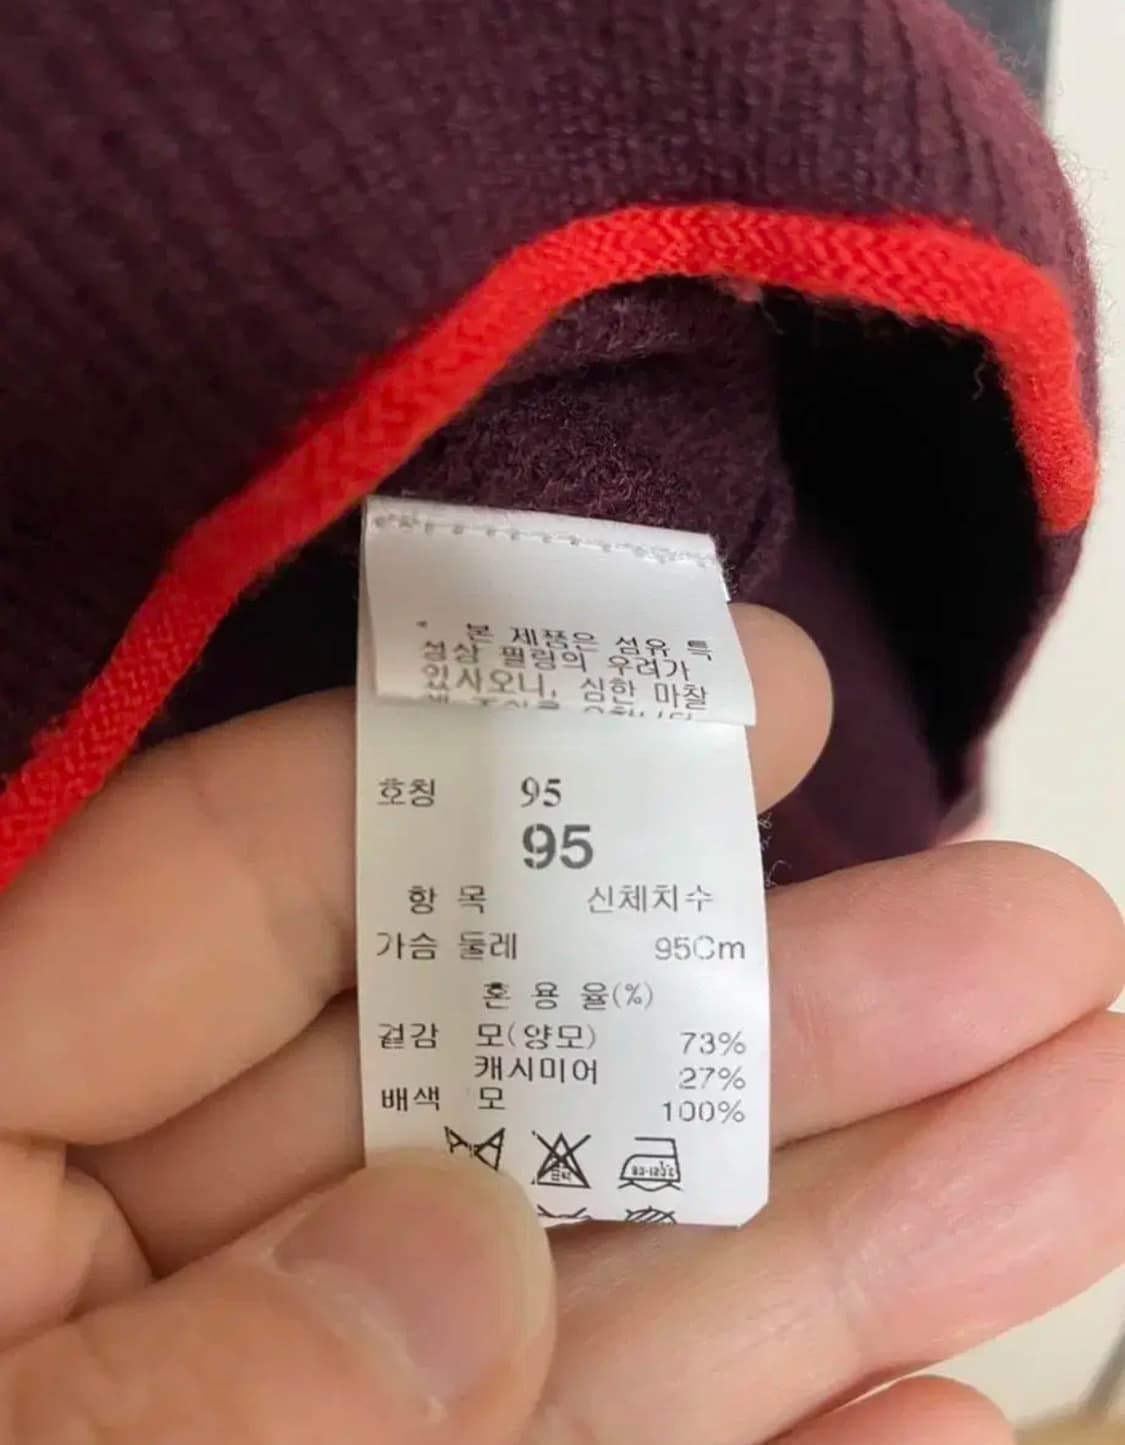 * 본 제품은 섬유 특
성상 필링의 우려가
있사오니, 심한 마찰
호칭 95
95
항 목 신체치수
가슴 둘레 95Cm
혼 용 율(%)
겉감 모(양모) 73%
캐시미어 27%
배색 모 100%